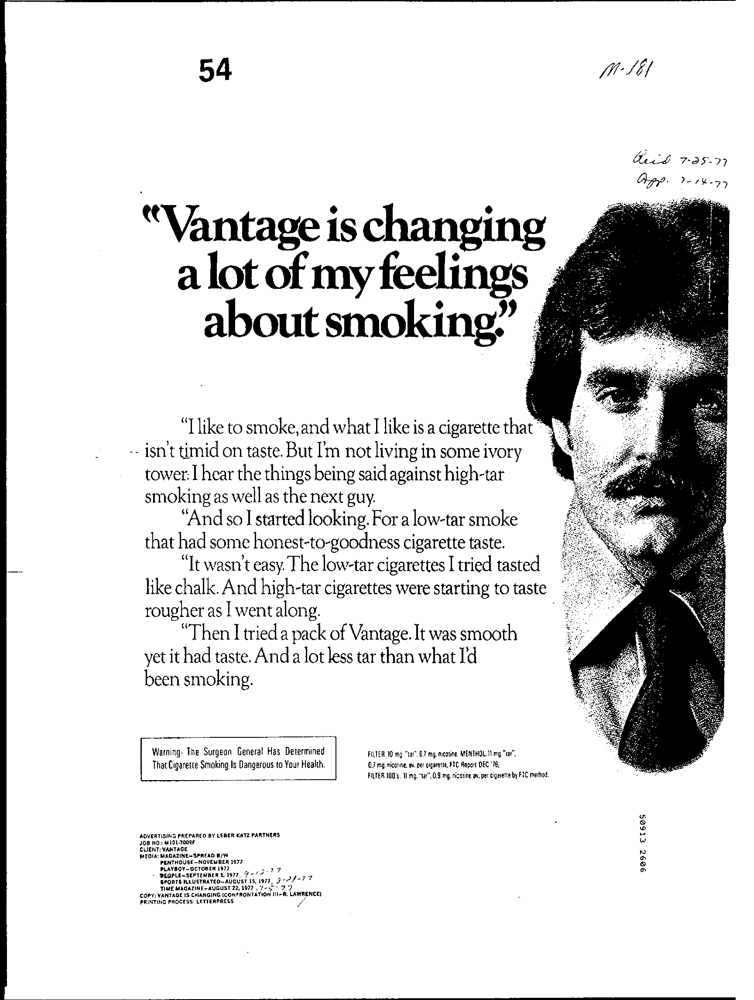 54
M-181
7-25-77
App. 7-14-77
“Vantage is changing
a lot of my feelings
about smoking.”
“I like to smoke, and what I like is a cigarette that
isn’t timid on taste. But I’m not living in some ivory
tower. I hear the things being said against high-tar
smoking as well as the next guy.
“And so I started looking. For a low-tar smoke
that had some honest-to-goodness cigarette taste.
“It wasn’t easy. The low-tar cigarettes I tried tasted
like chalk. And high-tar cigarettes were starting to taste
rougher as I went along.
“Then I tried a pack of Vantage. It was smooth
yet it had taste. And a lot less tar than what I’d
been smoking.
Warning: The Surgeon General Has Determined
That Cigarette Smoking Is Dangerous to Your Health.
FILTER 10 mg. "tar", 0.7 mg. nicotine, MENTHOL: 11 mg. "tar",
0.7 mg. nicotine, av. per cigarette, FTC Report DEC '76;
FILTER 100's: 11 mg. "tar", 0.9 mg. nicotine av. per cigarette by FTC method.
ADVERTISING PREPARED BY LEBER KATZ PARTNERS
JOB NO: M101-7009F
CLIENT: VANTAGE
MEDIA: MAGAZINE—SPREAD B/W
PENTHOUSE—NOVEMBER 1977
PLAYBOY—OCTOBER 1977
PEOPLE—SEPTEMBER 5, 1977, 9-12-77
SPORTS ILLUSTRATED—AUGUST 15, 1977,
TIME MAGAZINE—AUGUST 22, 1977,
COPY: VANTAGE IS CHANGING (CONFRONTATION III—R. LAWRENCE)
PRINTING PROCESS: LETTERPRESS
50913 2606